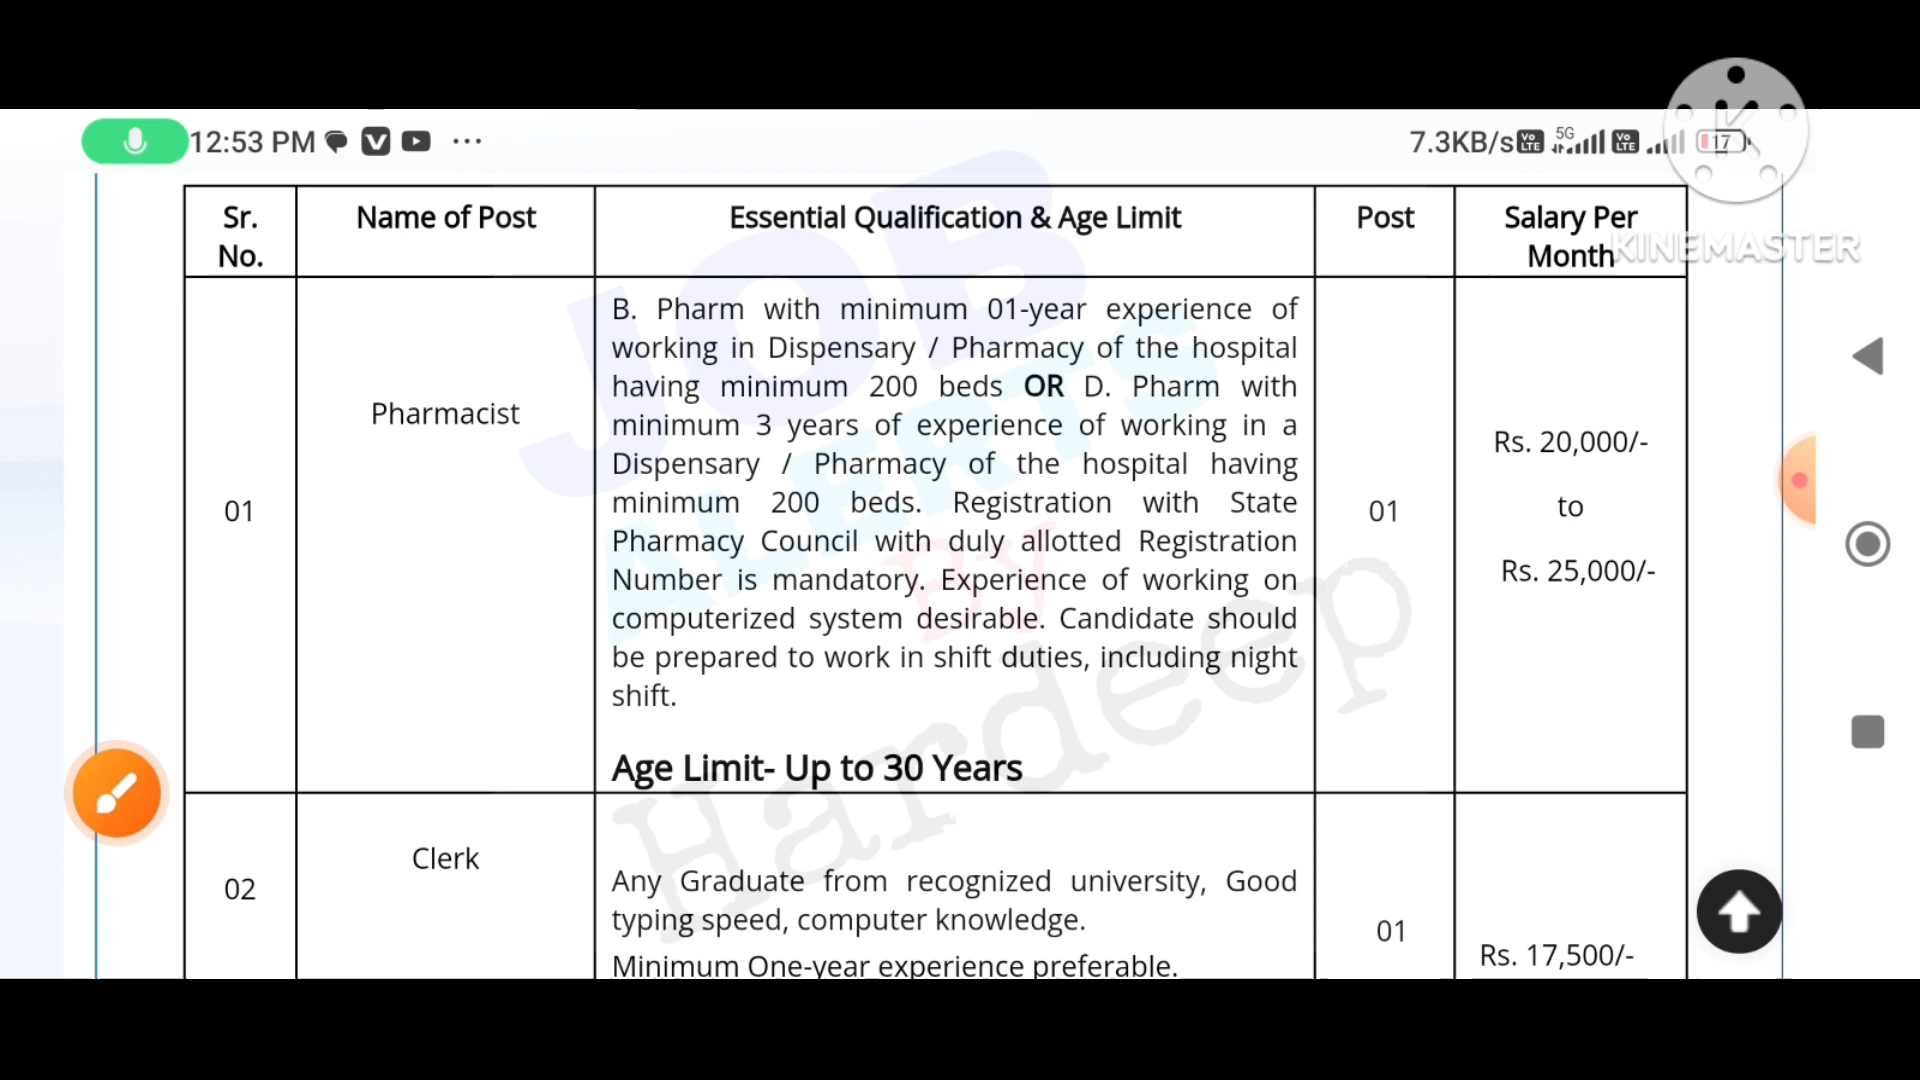 12:53 PM
7.3KB/s
5G
17
KINEMASTER
Sr. No.
Name of Post
Essential Qualification & Age Limit
Post
Salary Per Month
01
Pharmacist
B. Pharm with minimum 01-year experience of
working in Dispensary / Pharmacy of the hospital
having minimum 200 beds OR D. Pharm with
minimum 3 years of experience of working in a
Dispensary / Pharmacy of the hospital having
minimum 200 beds. Registration with State
Pharmacy Council with duly allotted Registration
Number is mandatory. Experience of working on
computerized system desirable. Candidate should
be prepared to work in shift duties, including night
shift.
Age Limit- Up to 30 Years
01
Rs. 20,000/-
to
Rs. 25,000/-
02
Clerk
Any Graduate from recognized university, Good
typing speed, computer knowledge.
Minimum One-year experience preferable.
01
Rs. 17,500/-
JOB
ALERTS
BY
Hardeep